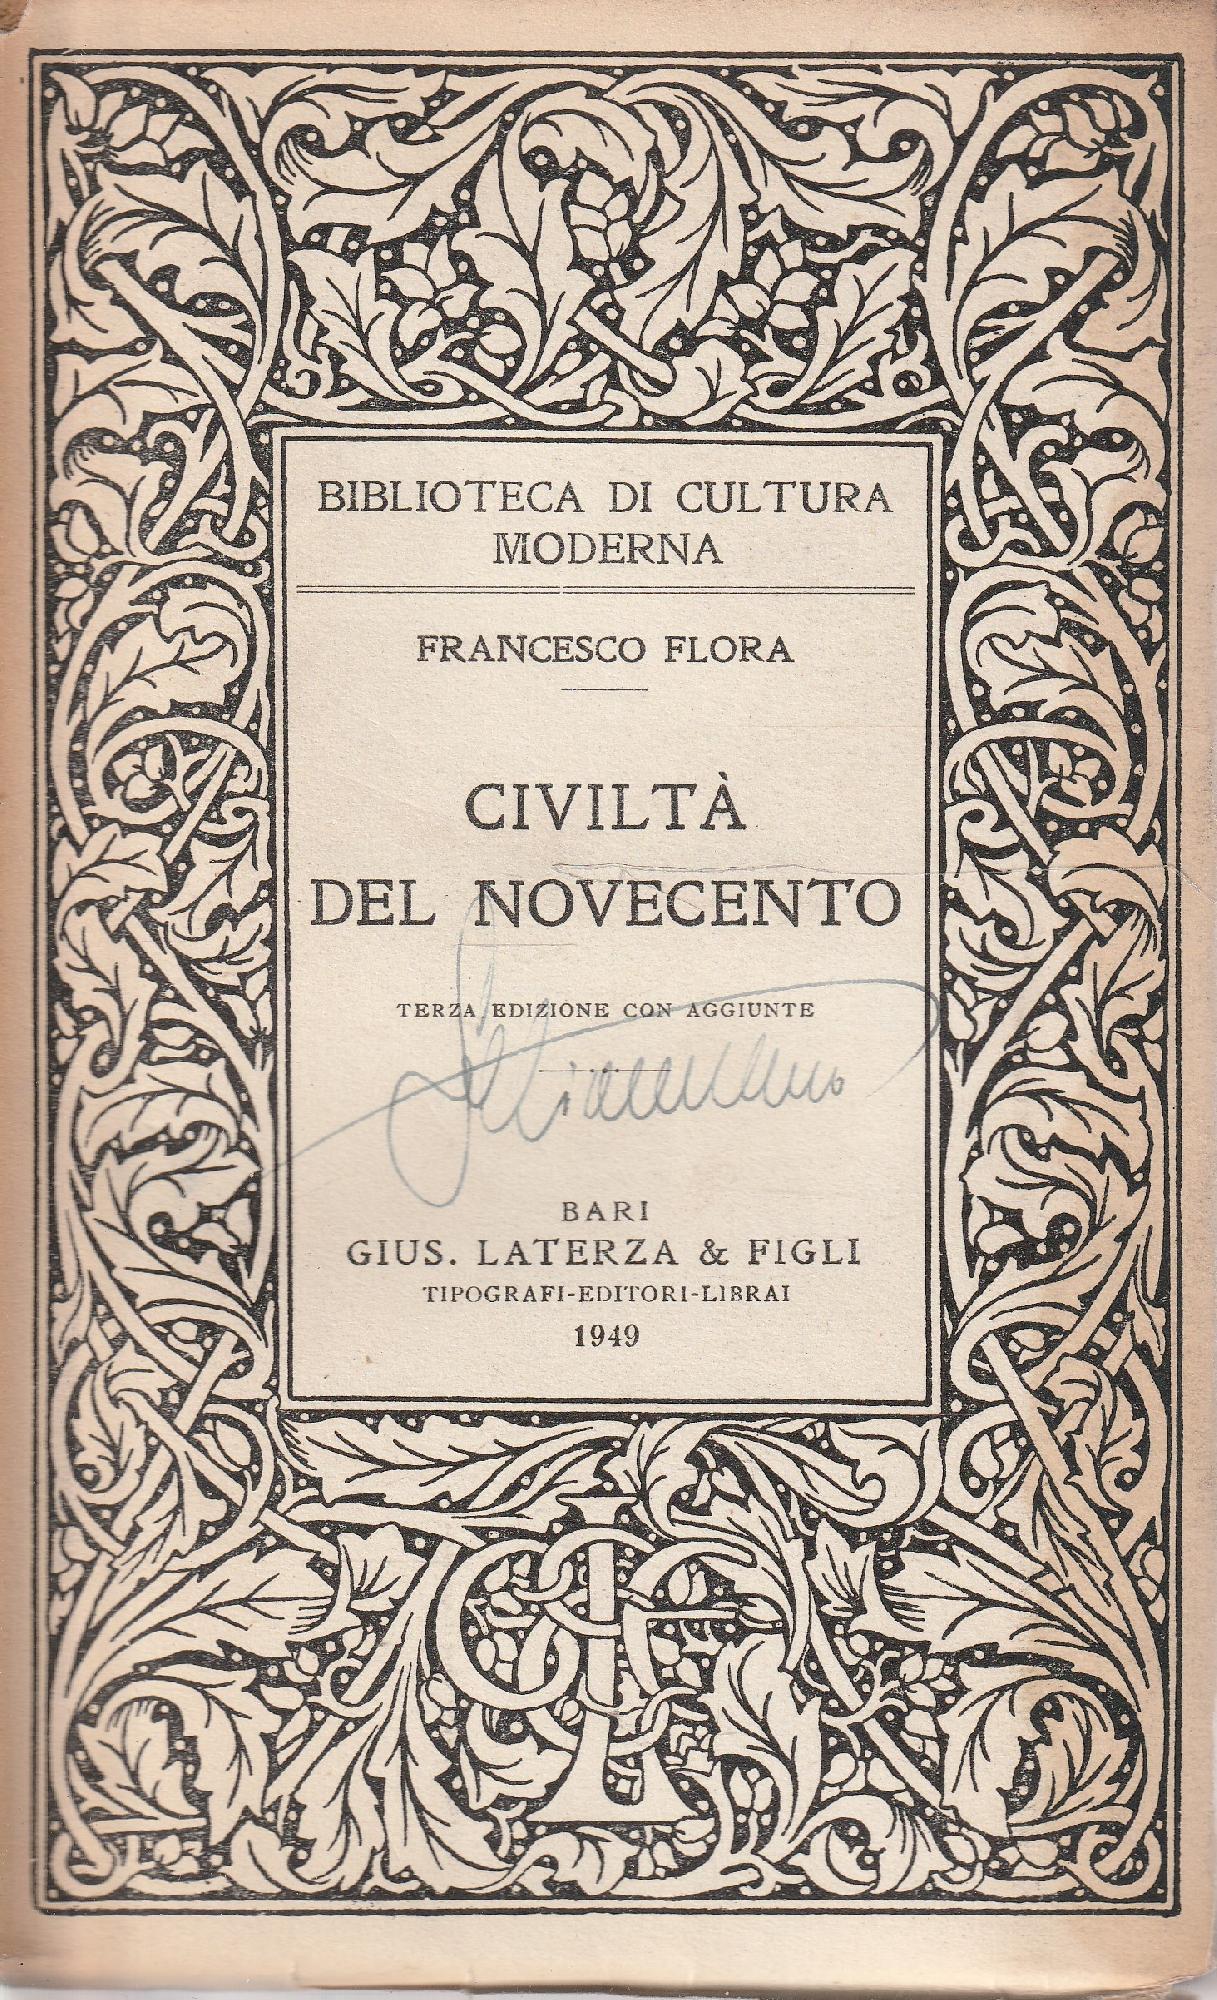 BIBLIOTECA DI CULTURA
MODERNA
FRANCESCO FLORA
CIVILTÀ
DEL NOVECENTO
TERZA EDIZIONE CON AGGIUNTE
BARI
GIUS. LATERZA & FIGLI
TIPOGRAFI-EDITORI-LIBRAI
1949